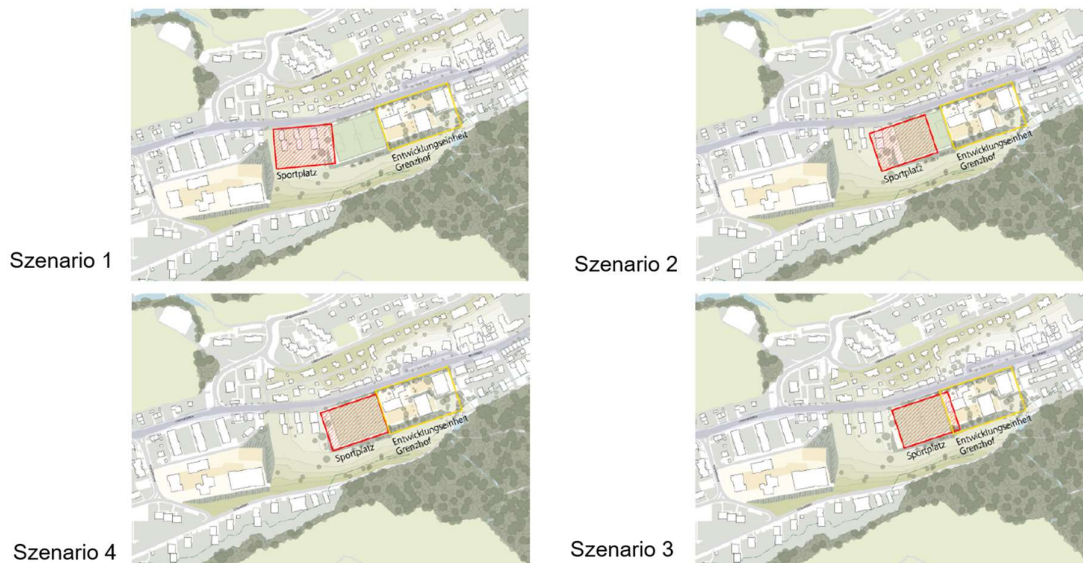 Sportplatz
Entwicklungseinheit
Grenzhof
Szenario 1
Sportplatz
Entwicklungseinheit
Grenzhof
Szenario 2
Sportplatz
Entwicklungseinheit
Grenzhof
Szenario 4
Sportplatz
Entwicklungseinheit
Grenzhof
Szenario 3